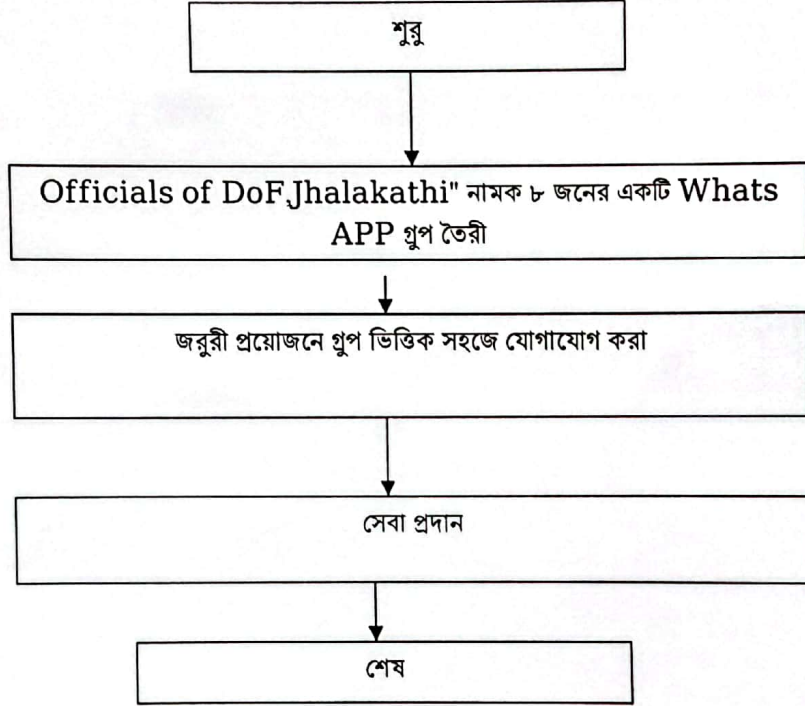 শুরু
Officials of DoF,Jhalakathi" নামক ৮ জনের একটি Whats
APP গ্রুপ তৈরী
জরুরী প্রয়োজনে গ্রুপ ভিত্তিক সহজে যোগাযোগ করা
সেবা প্রদান
শেষ